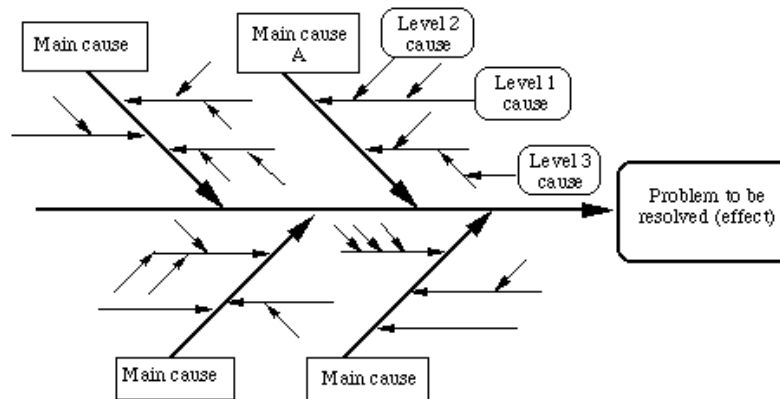 Main cause
Main cause
A
Level 2
cause
Level 1
cause
Level 3
cause
Problem to be
resolved (effect)
Main cause
Main cause